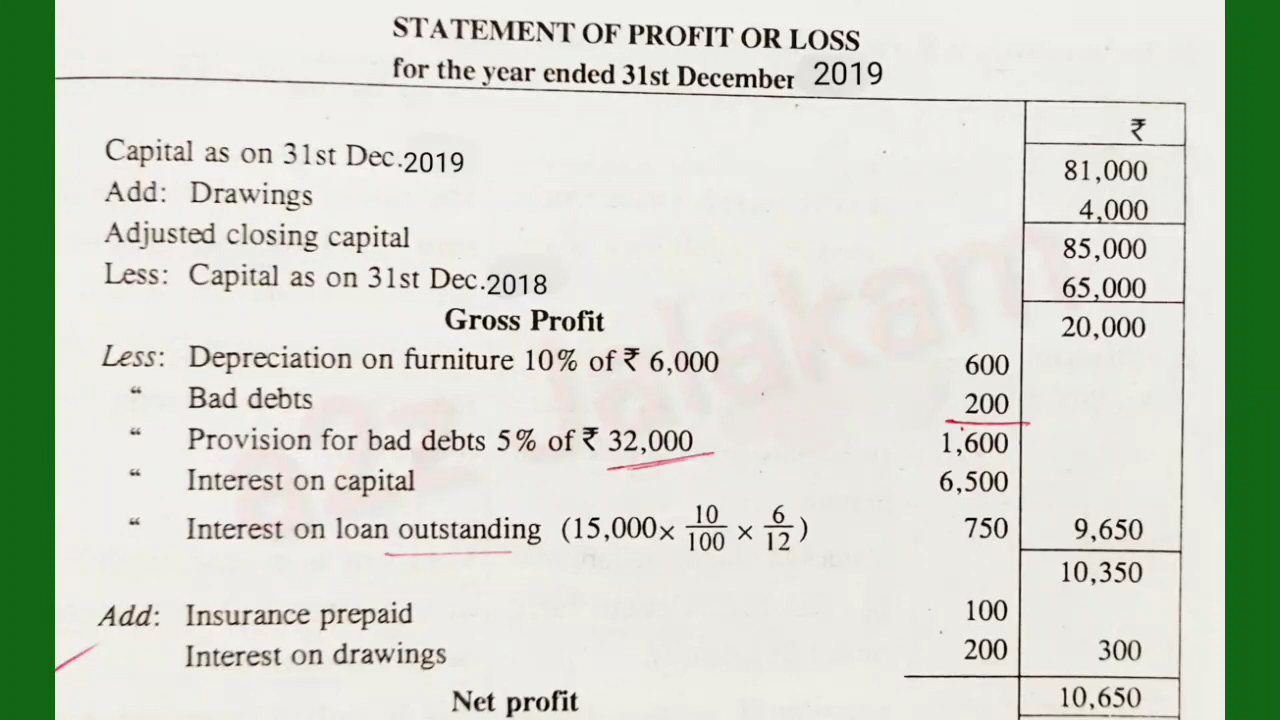 STATEMENT OF PROFIT OR LOSS
for the year ended 31st December 2019
₹
Capital as on 31st Dec.2019 81,000
Add: Drawings 4,000
Adjusted closing capital 85,000
Less: Capital as on 31st Dec.2018 65,000
Gross Profit 20,000
Less: Depreciation on furniture 10% of ₹ 6,000 600
“ Bad debts 200
“ Provision for bad debts 5% of ₹ 32,000 1,600
“ Interest on capital 6,500
“ Interest on loan outstanding (15,000× 10/100 × 6/12) 750 9,650
10,350
Add: Insurance prepaid 100
Interest on drawings 200 300
Net profit 10,650
a2z Jalakam